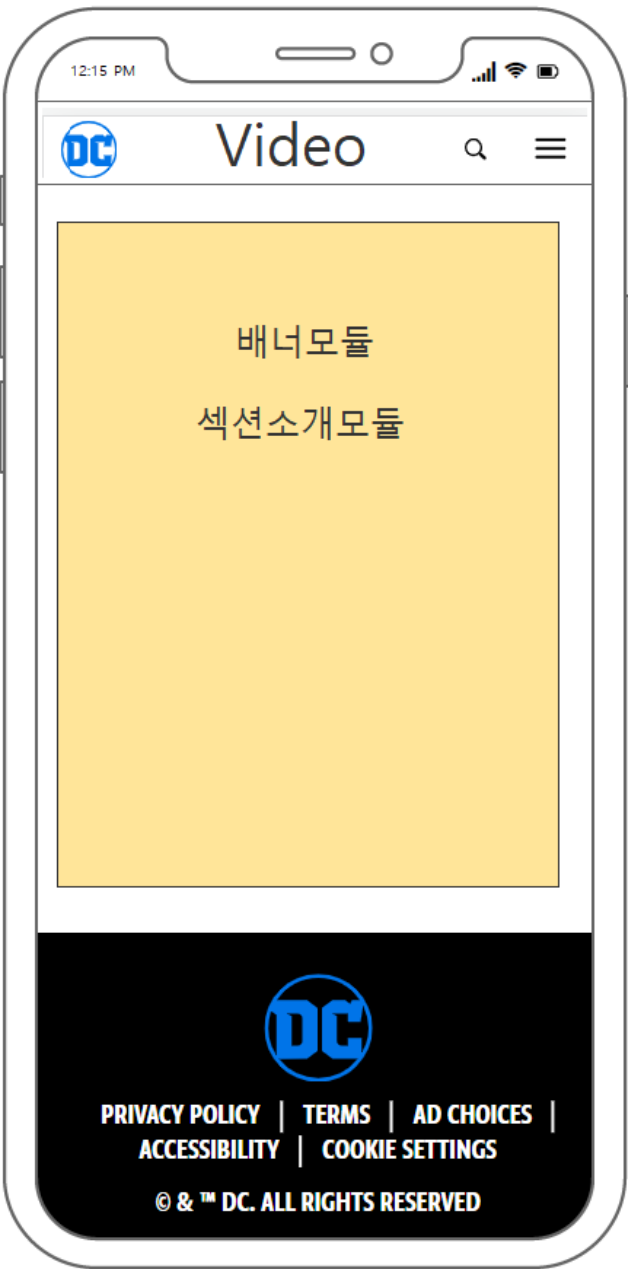 12:15 PM
DC Video
배너모듈
섹션소개모듈
DC
PRIVACY POLICY | TERMS | AD CHOICES |
ACCESSIBILITY | COOKIE SETTINGS
© & ™ DC. ALL RIGHTS RESERVED